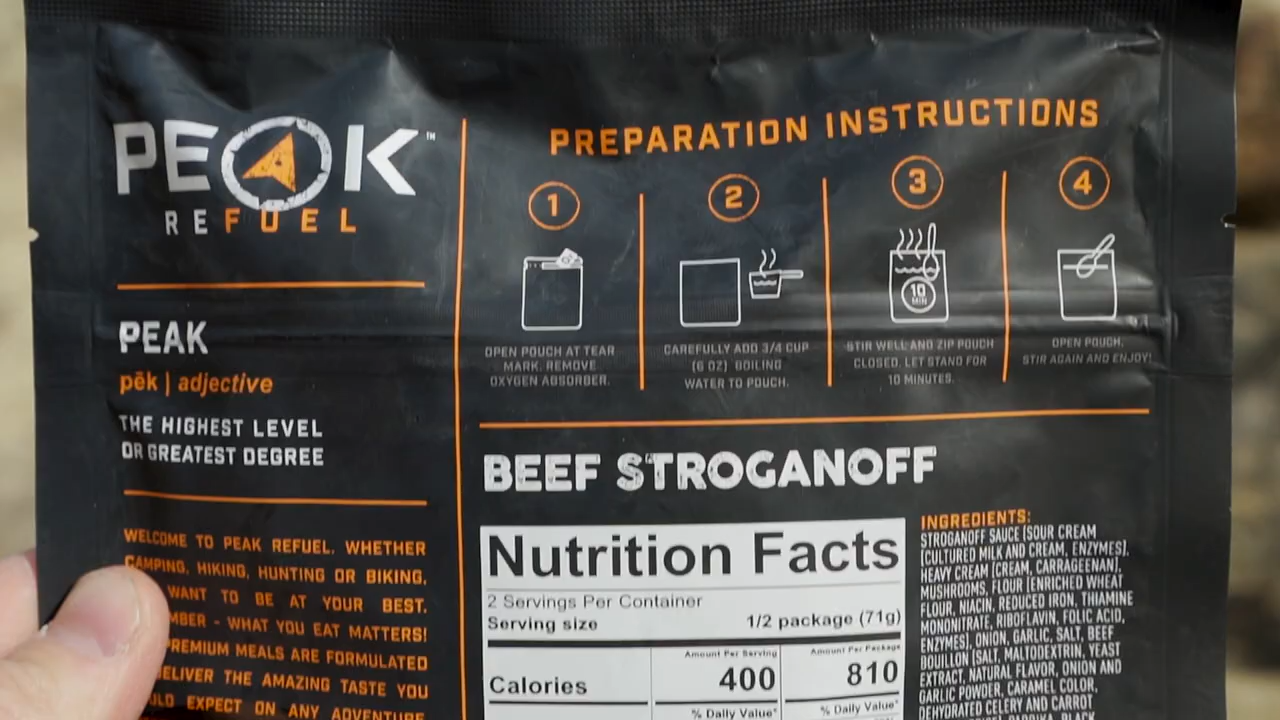 PEAK™
REFUEL
PEAK
pēk | adjective
THE HIGHEST LEVEL
OR GREATEST DEGREE
WELCOME TO PEAK REFUEL. WHETHER
CAMPING, HIKING, HUNTING OR BIKING,
WANT TO BE AT YOUR BEST.
MBER - WHAT YOU EAT MATTERS!
PREMIUM MEALS ARE FORMULATED
DELIVER THE AMAZING TASTE YOU
ULD EXPECT ON ANY ADVENTURE
PREPARATION INSTRUCTIONS
1
OPEN POUCH AT TEAR
MARK. REMOVE
OXYGEN ABSORBER.
2
CAREFULLY ADD 3/4 CUP
(6 OZ) BOILING
WATER TO POUCH.
3
10
MIN
STIR WELL AND ZIP POUCH
CLOSED. LET STAND FOR
10 MINUTES.
4
OPEN POUCH.
STIR AGAIN AND ENJOY!
BEEF STROGANOFF
Nutrition Facts
2 Servings Per Container
Serving size 1/2 package (71g)
Amount Per Serving Amount Per Package
Calories 400 810
% Daily Value* % Daily Value*
INGREDIENTS:
STROGANOFF SAUCE [SOUR CREAM
(CULTURED MILK AND CREAM, ENZYMES),
HEAVY CREAM (CREAM, CARRAGEENAN),
MUSHROOMS, FLOUR (ENRICHED WHEAT
FLOUR, NIACIN, REDUCED IRON, THIAMINE
MONONITRATE, RIBOFLAVIN, FOLIC ACID,
ENZYMES), ONION, GARLIC, SALT, BEEF
BOUILLON (SALT, MALTODEXTRIN, YEAST
EXTRACT, NATURAL FLAVOR, ONION AND
GARLIC POWDER, CARAMEL COLOR,
DEHYDRATED CELERY AND CARROT
PAPRIKA, BLACK